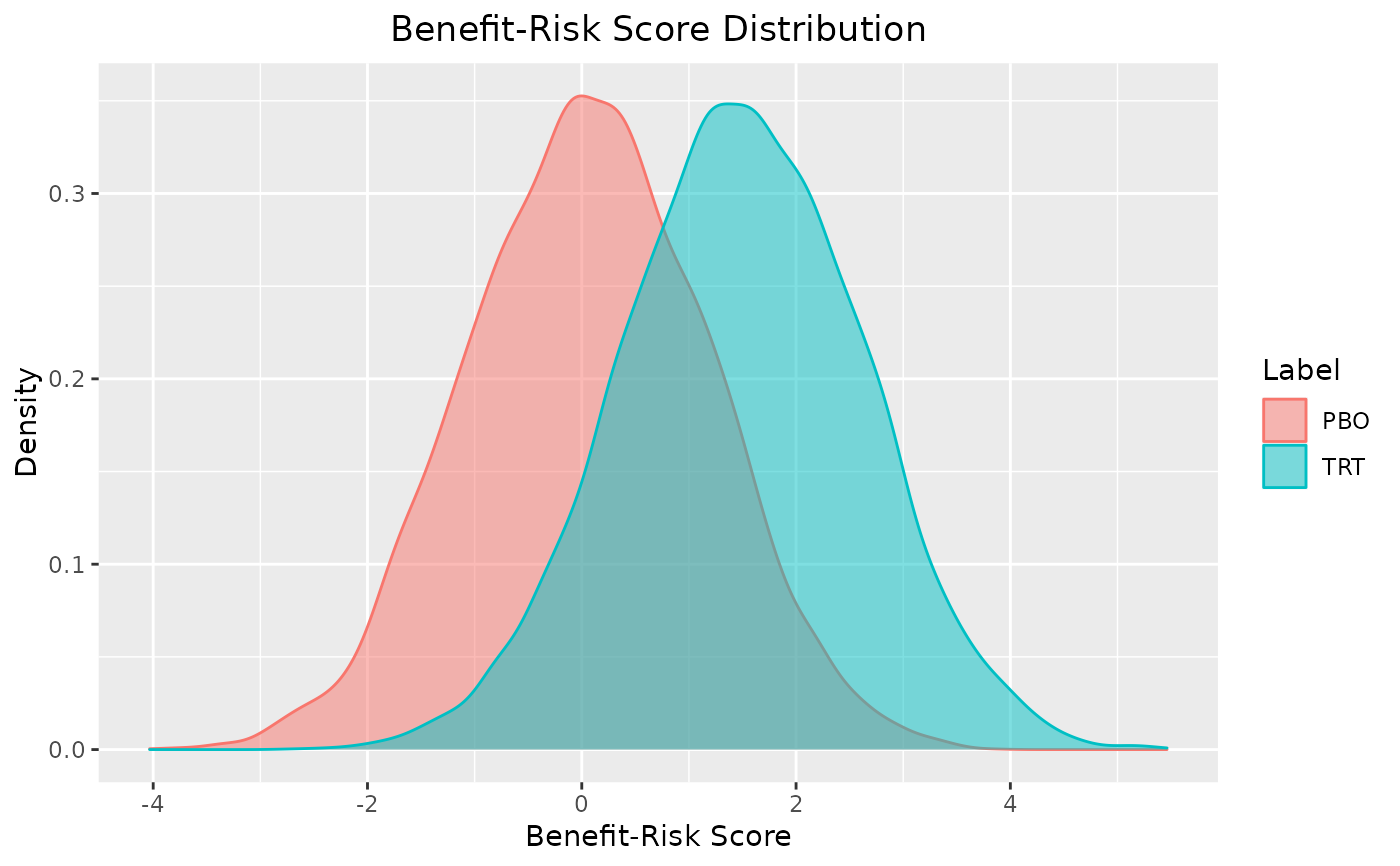 Benefit-Risk Score Distribution
Density
0.3
0.2
0.1
0.0
-4
-2
0
2
4
Benefit-Risk Score
Label
PBO
TRT